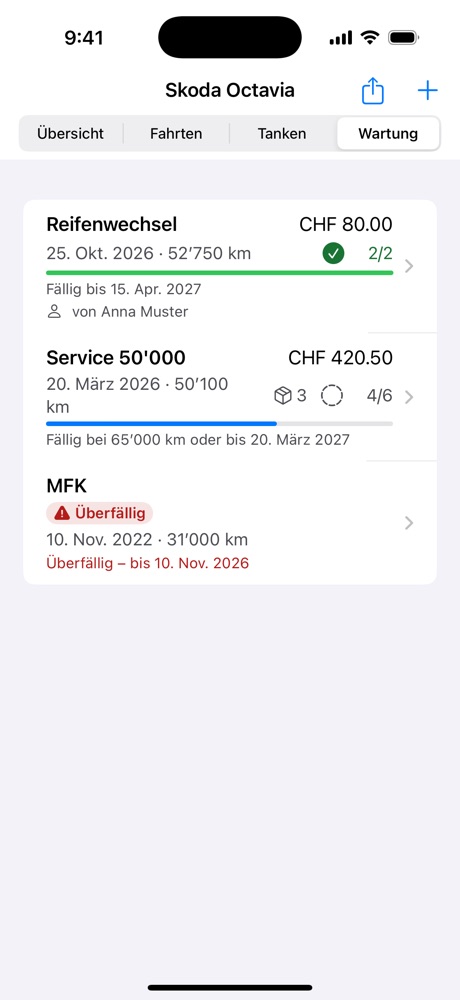 9:41
Skoda Octavia
Übersicht Fahrten Tanken Wartung
Reifenwechsel CHF 80.00
25. Okt. 2026 · 52’750 km 2/2
Fällig bis 15. Apr. 2027
von Anna Muster
Service 50'000 CHF 420.50
20. März 2026 · 50’100
km 3 4/6
Fällig bei 65’000 km oder bis 20. März 2027
MFK
Überfällig
10. Nov. 2022 · 31’000 km
Überfällig – bis 10. Nov. 2026